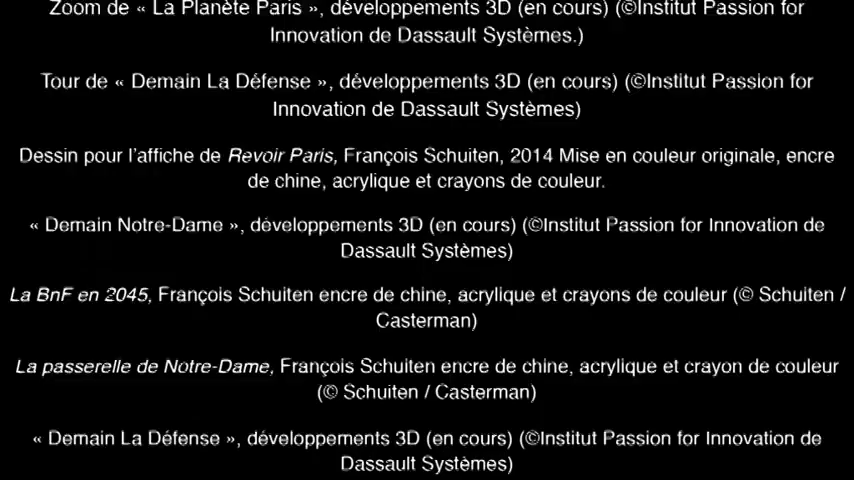 Zoom de « La Planète Paris », développements 3D (en cours) (©Institut Passion for
Innovation de Dassault Systèmes.)
Tour de « Demain La Défense », développements 3D (en cours) (©Institut Passion for
Innovation de Dassault Systèmes)
Dessin pour l'affiche de Revoir Paris, François Schuiten, 2014 Mise en couleur originale, encre
de chine, acrylique et crayons de couleur.
« Demain Notre-Dame », développements 3D (en cours) (©Institut Passion for Innovation de
Dassault Systèmes)
La BnF en 2045, François Schuiten encre de chine, acrylique et crayons de couleur (© Schuiten /
Casterman)
La passerelle de Notre-Dame, François Schuiten encre de chine, acrylique et crayon de couleur
(© Schuiten / Casterman)
« Demain La Défense », développements 3D (en cours) (©Institut Passion for Innovation de
Dassault Systèmes)